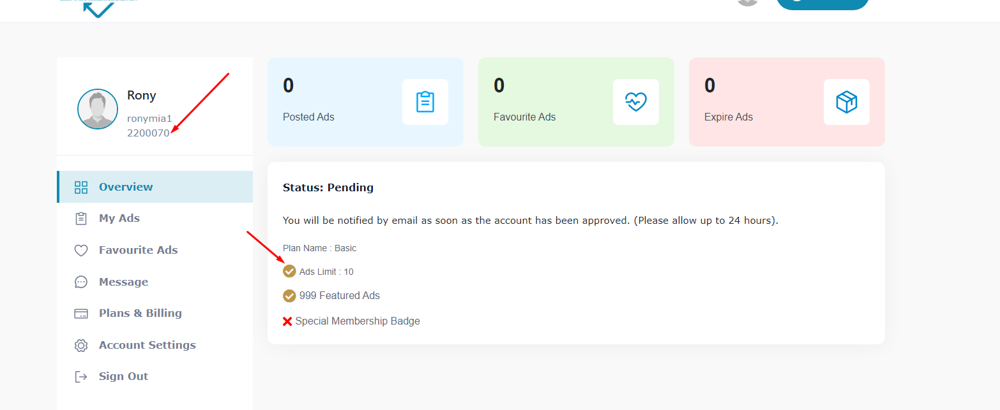 Rony
ronymia1
2200070
Overview
My Ads
Favourite Ads
Message
Plans & Billing
Account Settings
Sign Out
0
Posted Ads
0
Favourite Ads
0
Expire Ads
Status: Pending
You will be notified by email as soon as the account has been approved. (Please allow up to 24 hours).
Plan Name : Basic
Ads Limit : 10
999 Featured Ads
Special Membership Badge